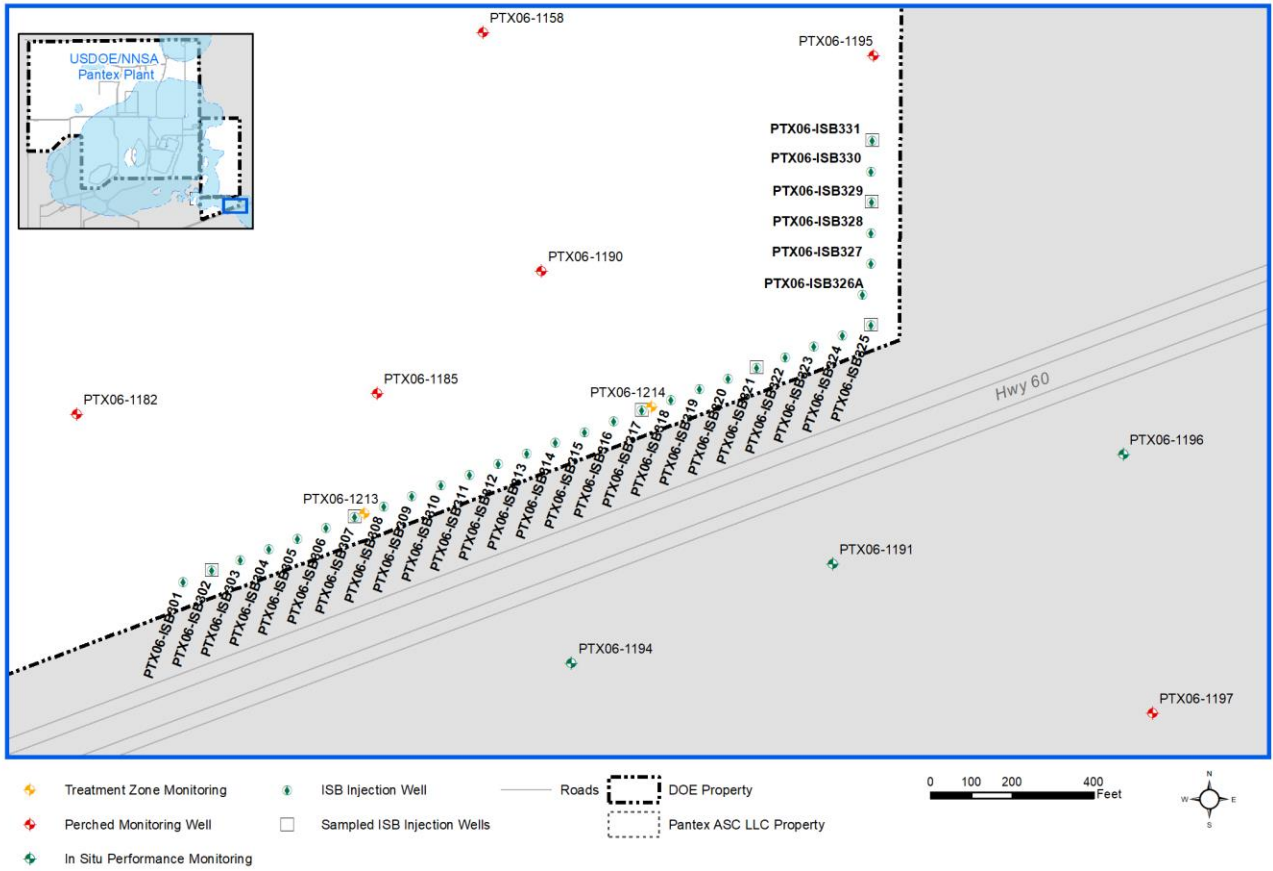 PTX06-1158
PTX06-1195
USDOE/NNSA
Pantex Plant
PTX06-ISB331
PTX06-ISB330
PTX06-ISB329
PTX06-ISB328
PTX06-ISB327
PTX06-ISB326A
PTX06-1190
PTX06-1185
PTX06-1182
PTX06-1214
PTX06-1213
PTX06-ISB301
PTX06-ISB302
PTX06-ISB303
PTX06-ISB304
PTX06-ISB305
PTX06-ISB306
PTX06-ISB307
PTX06-ISB308
PTX06-ISB309
PTX06-ISB310
PTX06-ISB311
PTX06-ISB312
PTX06-ISB313
PTX06-ISB314
PTX06-ISB315
PTX06-ISB316
PTX06-ISB317
PTX06-ISB318
PTX06-ISB319
PTX06-ISB320
PTX06-ISB321
PTX06-ISB322
PTX06-ISB323
PTX06-ISB324
PTX06-ISB325
Hwy 60
PTX06-1196
PTX06-1191
PTX06-1194
PTX06-1197
Treatment Zone Monitoring
ISB Injection Well
Roads
DOE Property
Perched Monitoring Well
Sampled ISB Injection Wells
Pantex ASC LLC Property
In Situ Performance Monitoring
0 100 200 400
Feet
N
W E
S